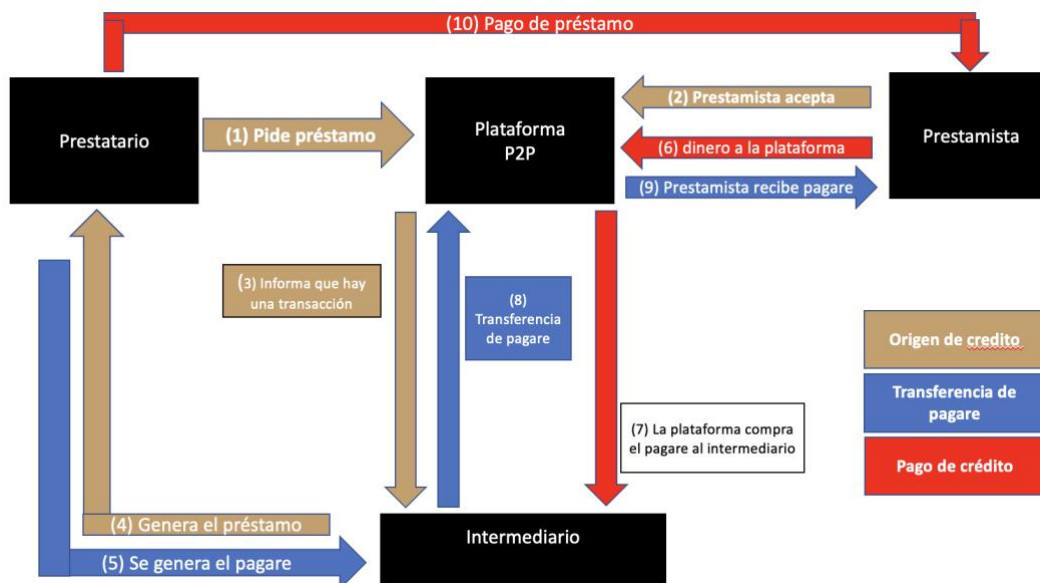 (10) Pago de préstamo
Prestatario
(1) Pide préstamo
Plataforma
P2P
(2) Prestamista acepta
(6) dinero a la plataforma
(9) Prestamista recibe pagare
Prestamista
(3) Informa que hay
una transacción
(8)
Transferencia
de pagare
(7) La plataforma compra
el pagare al intermediario
Origen de credito
Transferencia de
pagare
Pago de crédito
(4) Genera el préstamo
(5) Se genera el pagare
Intermediario